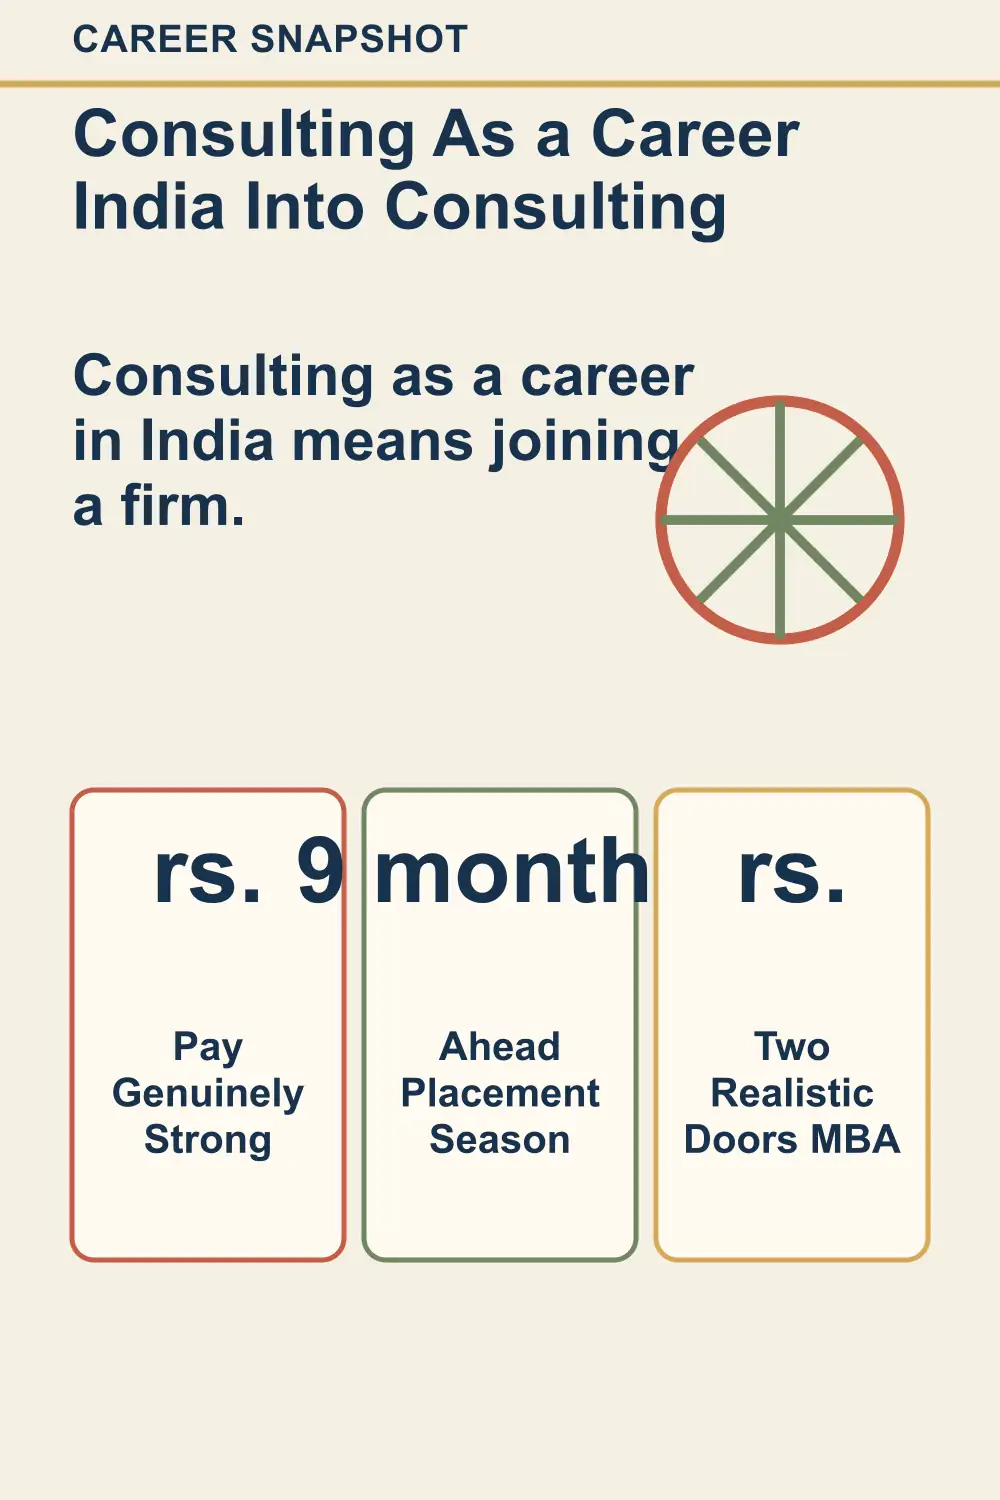 CAREER SNAPSHOT
Consulting As a Career
India Into Consulting
Consulting as a career
in India means joining
a firm.
rs. 9 month rs.
Pay
Genuinely
Strong
Ahead
Placement
Season
Two
Realistic
Doors MBA